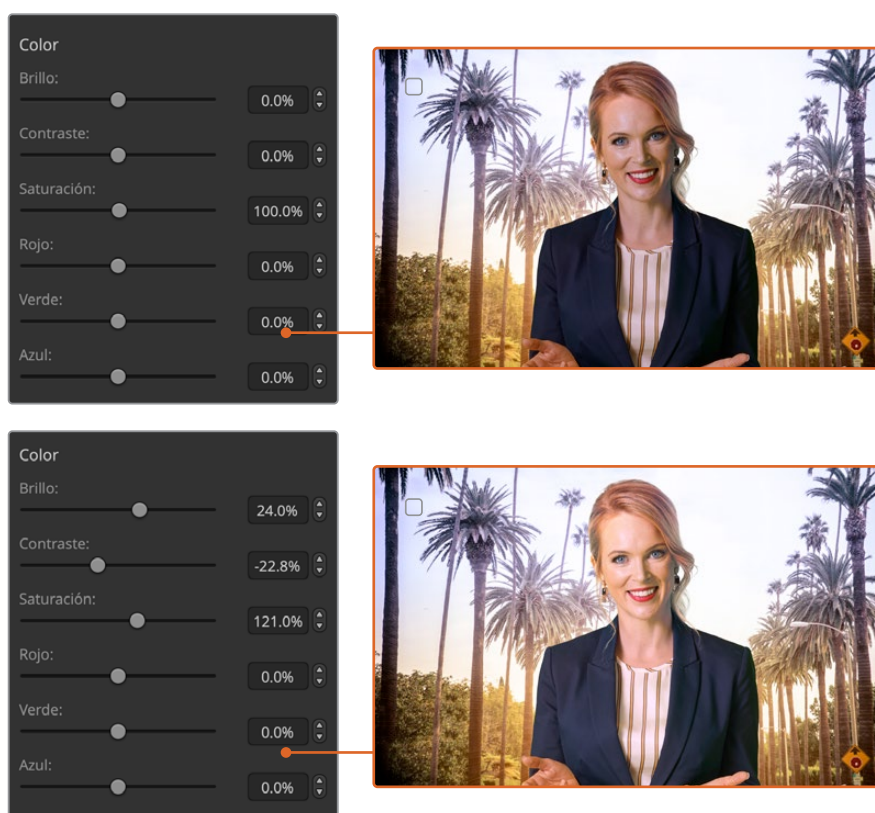 Color
Brillo:
0.0%
Contraste:
0.0%
Saturación:
100.0%
Rojo:
0.0%
Verde:
0.0%
Azul:
0.0%
Color
Brillo:
24.0%
Contraste:
-22.8%
Saturación:
121.0%
Rojo:
0.0%
Verde:
0.0%
Azul:
0.0%